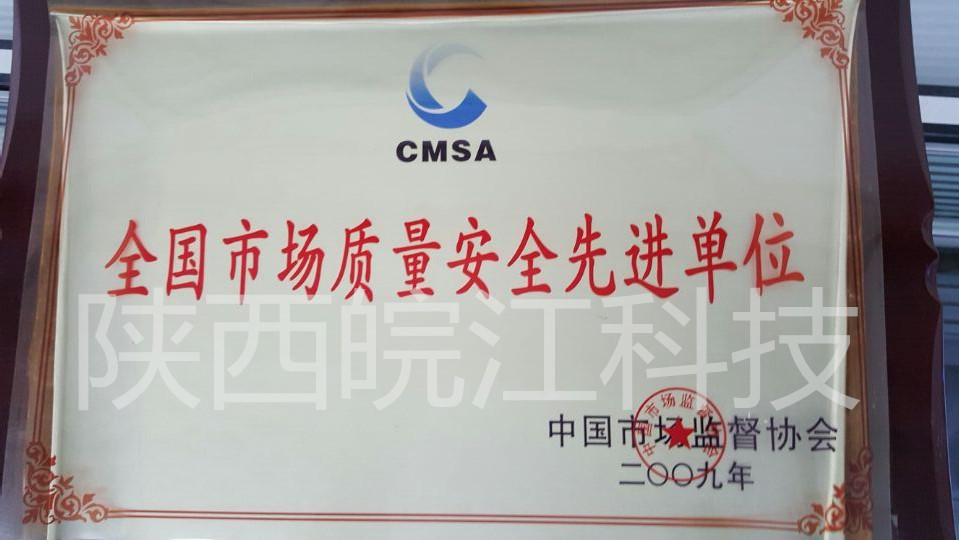 CMSA
全国市场质量安全先进单位
陕西皖江科技
中国市场监督协会
二〇〇九年